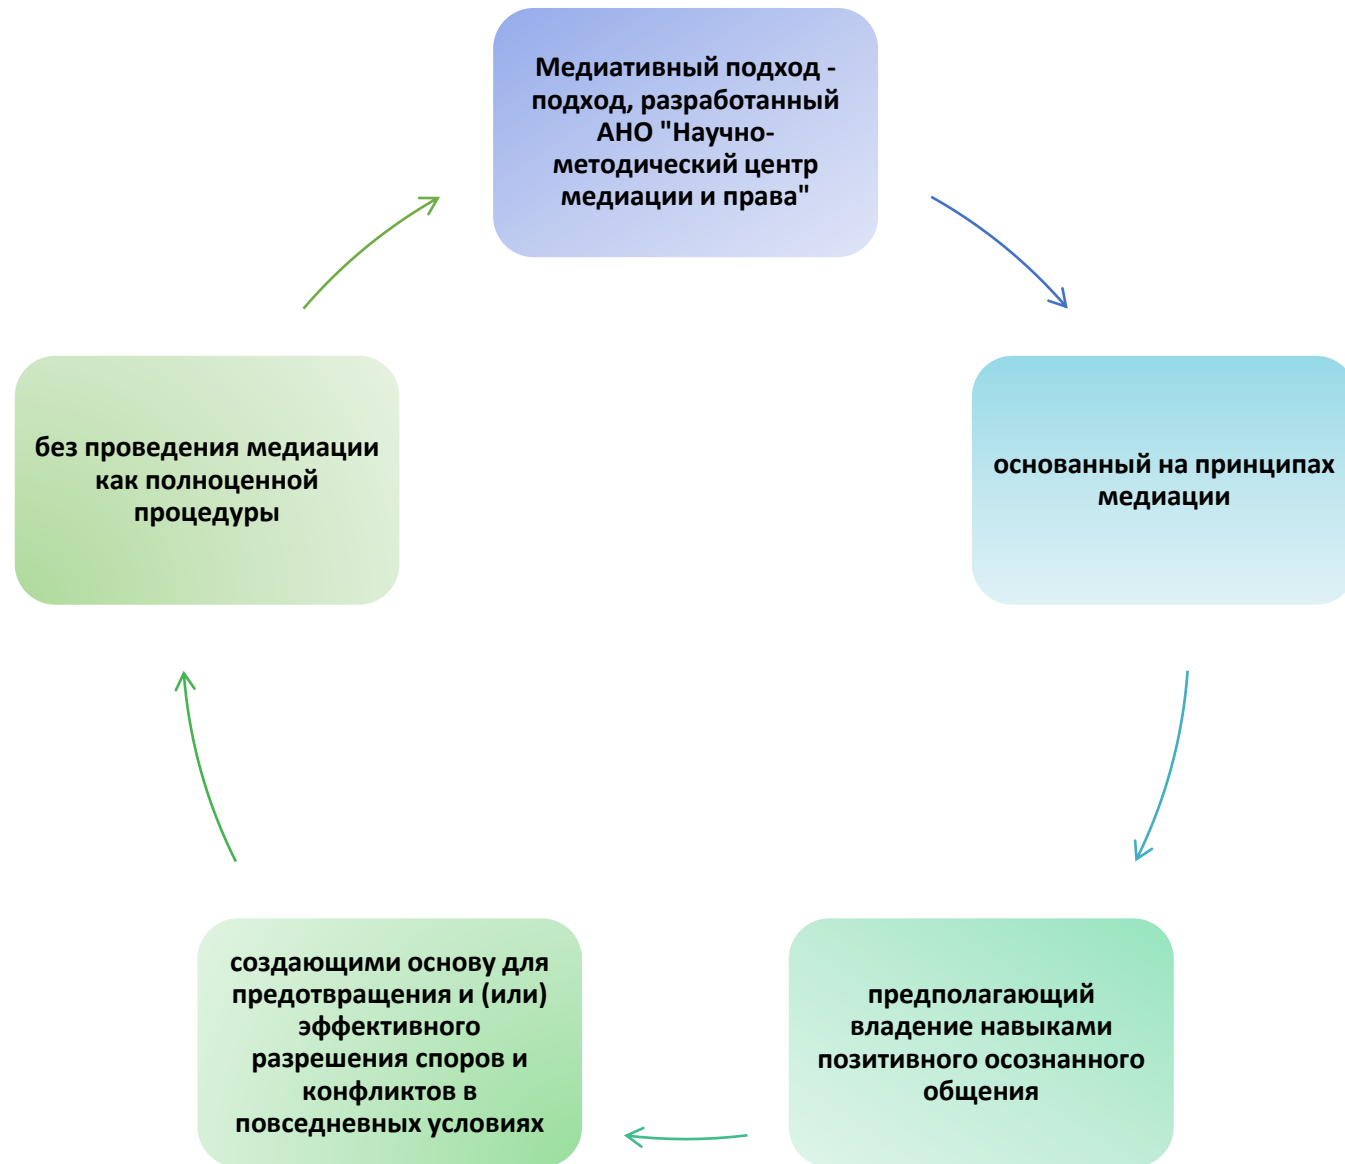 Медиативный подход -
подход, разработанный
АНО "Научно-
методический центр
медиации и права"
основанный на принципах
медиации
предполагающий
владение навыками
позитивного осознанного
общения
создающими основу для
предотвращения и (или)
эффективного
разрешения споров и
конфликтов в
повседневных условиях
без проведения медиации
как полноценной
процедуры